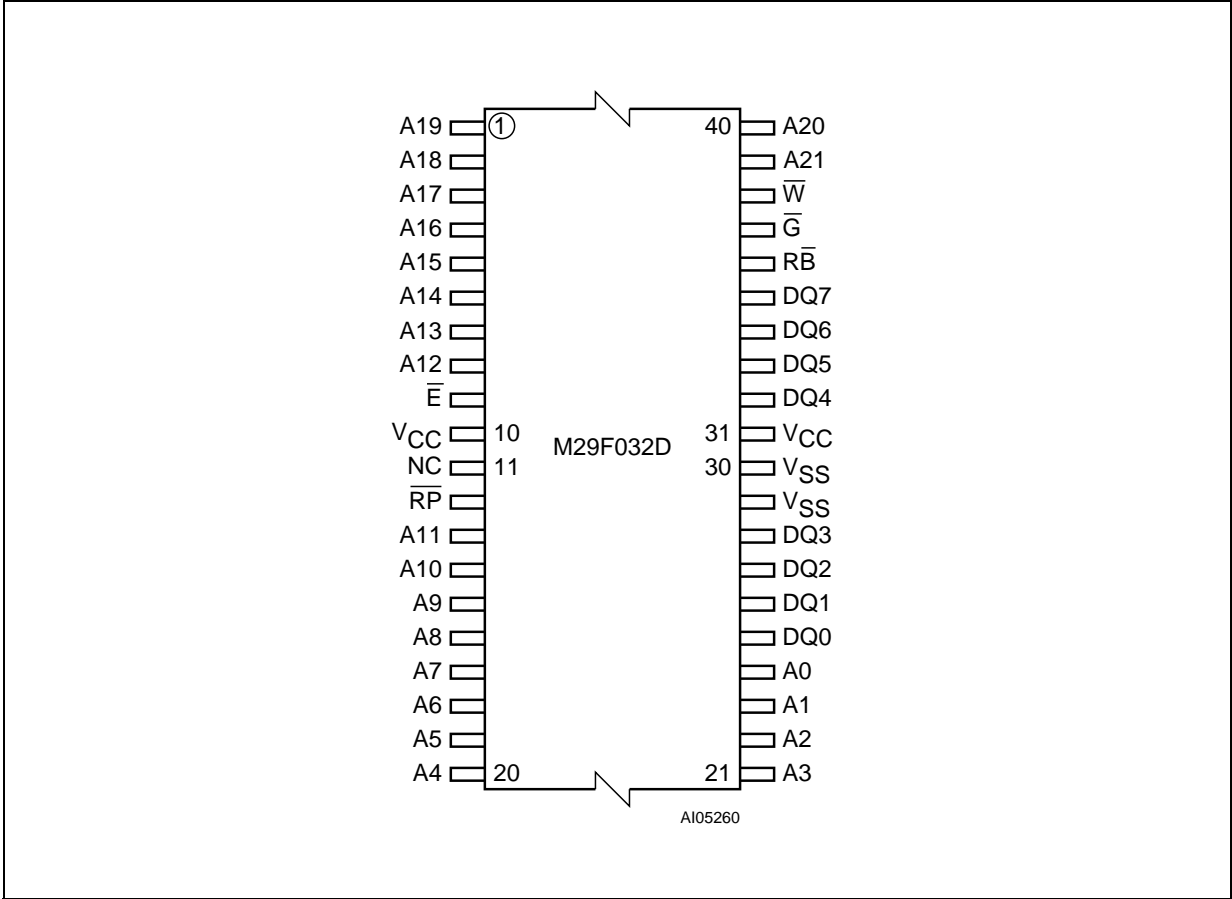 A19 1 40 A20
A18 A21
A17 W̅
A16 G̅
A15 RB̅
A14 DQ7
A13 DQ6
A12 DQ5
E̅ DQ4
VCC 10 M29F032D 31 VCC
NC 11 30 VSS
R̅P̅ VSS
A11 DQ3
A10 DQ2
A9 DQ1
A8 DQ0
A7 A0
A6 A1
A5 A2
A4 20 21 A3
AI05260